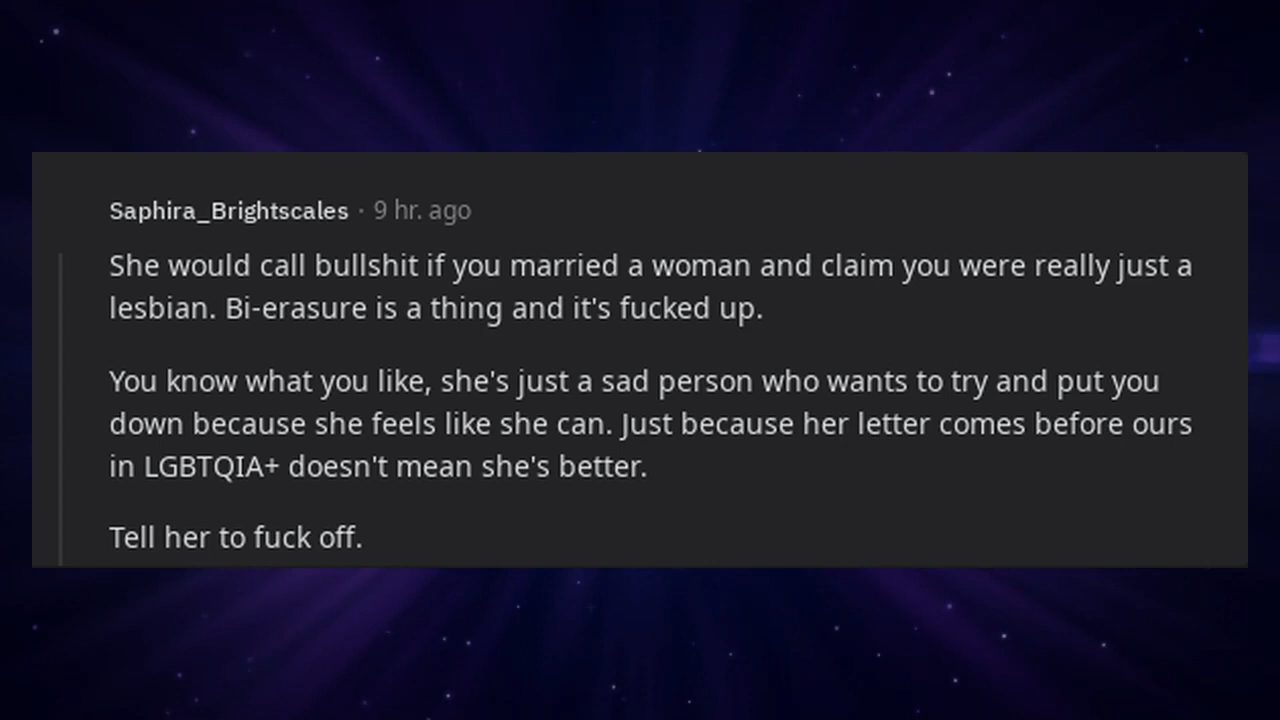 Saphira_Brightscales · 9 hr. ago
She would call bullshit if you married a woman and claim you were really just a
lesbian. Bi-erasure is a thing and it's fucked up.
You know what you like, she's just a sad person who wants to try and put you
down because she feels like she can. Just because her letter comes before ours
in LGBTQIA+ doesn't mean she's better.
Tell her to fuck off.